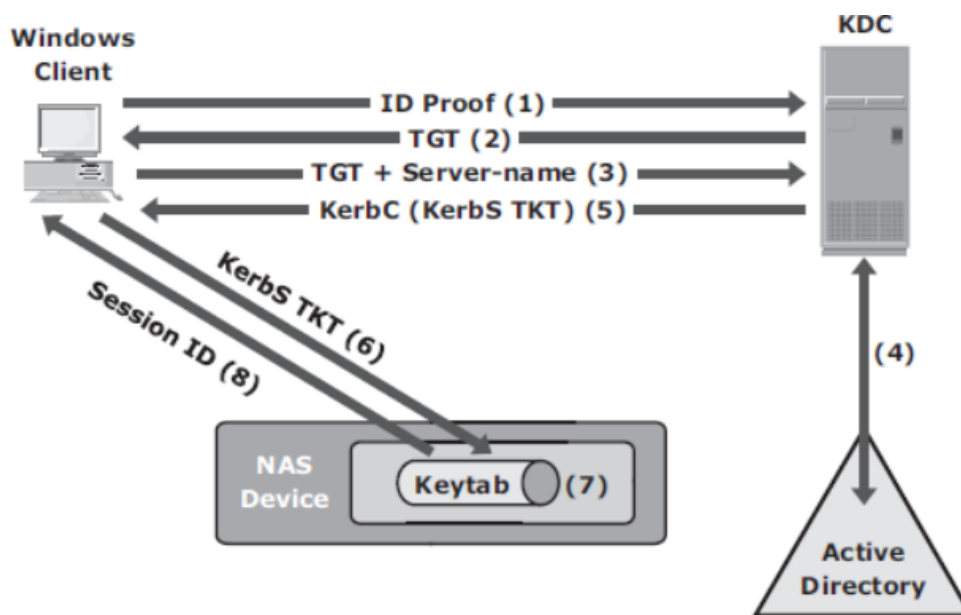 KDC
Windows
Client
ID Proof (1)
TGT (2)
TGT + Server-name (3)
KerbC (KerbS TKT) (5)
KerbS TKT (6)
Session ID (8)
(4)
NAS
Device
Keytab
(7)
Active
Directory